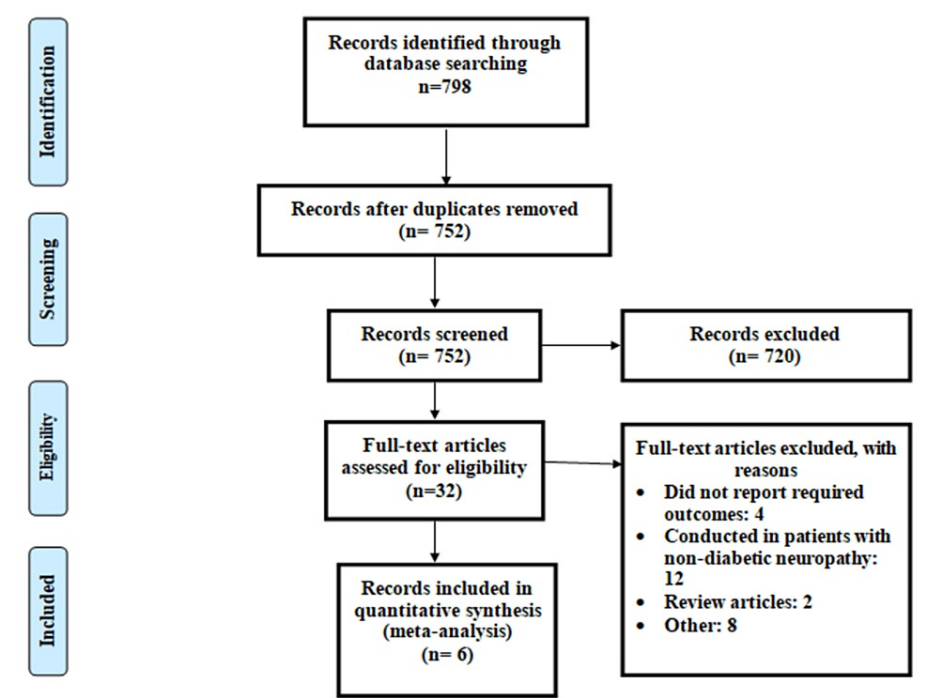 Identification
Records identified through
database searching
n=798
Records after duplicates removed
(n= 752)
Screening
Records screened
(n= 752)
Records excluded
(n= 720)
Eligibility
Full-text articles
assessed for eligibility
(n=32)
Full-text articles excluded, with
reasons
• Did not report required
outcomes: 4
• Conducted in patients with
non-diabetic neuropathy:
12
• Review articles: 2
• Other: 8
Included
Records included in
quantitative synthesis
(meta-analysis)
(n= 6)